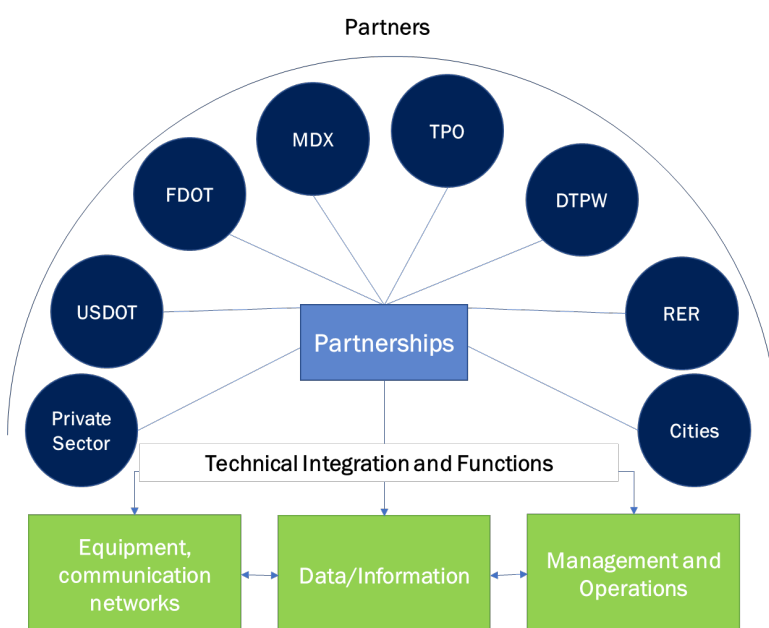 Partners
MDX
TPO
FDOT
DTPW
USDOT
RER
Partnerships
Private
Sector
Cities
Technical Integration and Functions
Equipment,
communication
networks
Data/Information
Management and
Operations